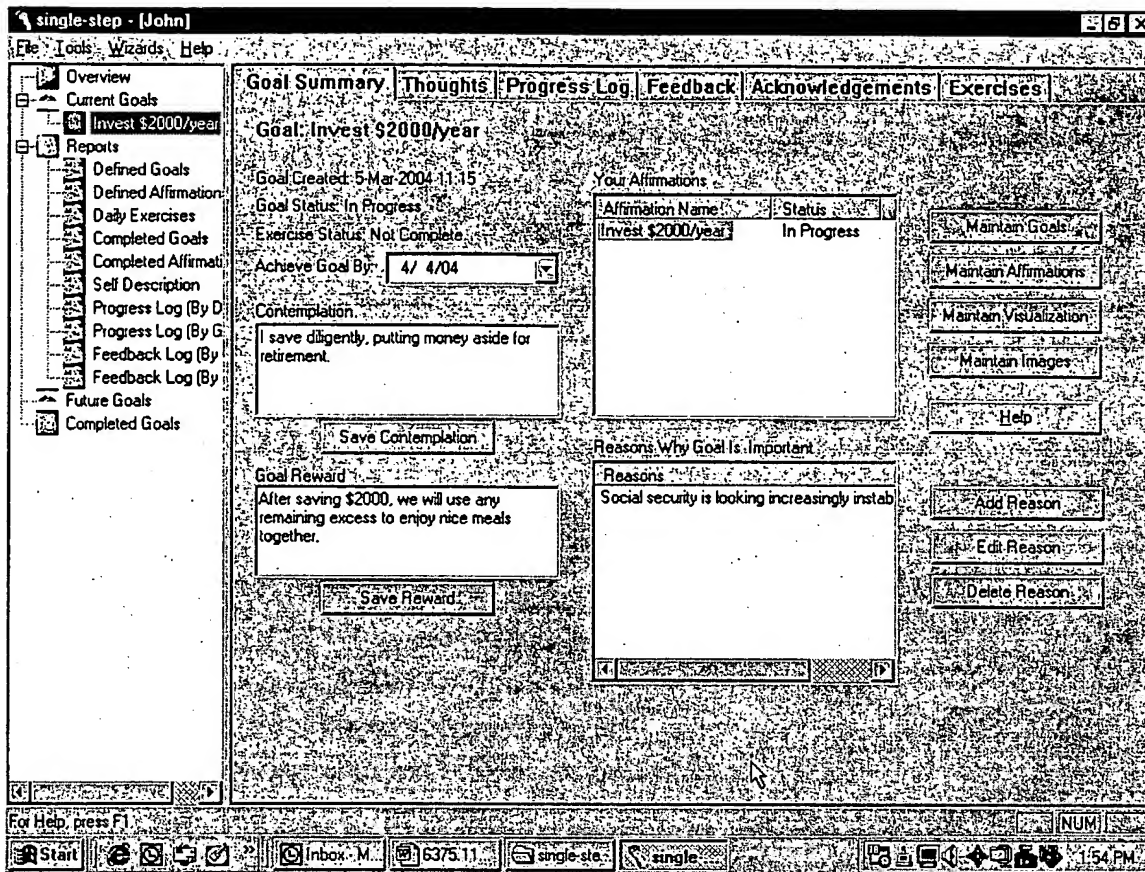 single-step - [John]
File Tools Wizards Help
Overview
Current Goals
Invest $2000/year
Reports
Defined Goals
Defined Affirmation
Daily Exercises
Completed Goals
Completed Affirmati
Self Description
Progress Log (By D
Progress Log (By G
Feedback Log (By
Feedback Log (By
Future Goals
Completed Goals
Goal Summary Thoughts Progress Log Feedback Acknowledgements Exercises
Goal: Invest $2000/year
Goal Created: 5-Mar-2004 11:15
Goal Status: In Progress
Exercise Status: Not Complete
Achieve Goal By: 4/ 4/04
Contemplation
I save diligently, putting money aside for
retirement.
Save Contemplation
Goal Reward
After saving $2000, we will use any
remaining excess to enjoy nice meals
together.
Save Reward
Your Affirmations
Affirmation Name Status
Invest $2000/year In Progress
Reasons Why Goal Is Important
Reasons
Social security is looking increasingly instab
Maintain Goals
Maintain Affirmations
Maintain Visualization
Maintain Images
Help
Add Reason
Edit Reason
Delete Reason
For Help, press F1
NUM
Start
»
Inbox - M...
6375.11...
single-ste...
single
1:54 PM